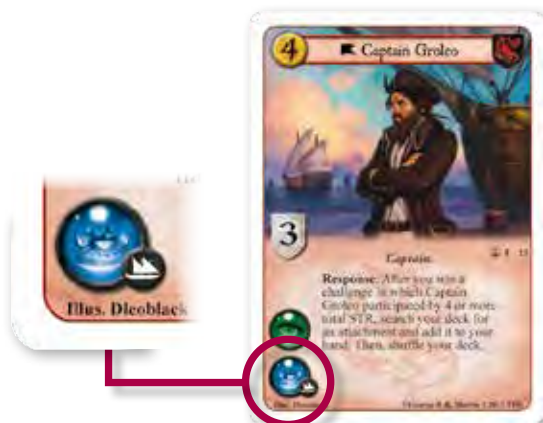 4
Captain Groleo
3
Captain.
Response: After you win a
challenge in which Captain
Groleo participated by 4 or more
total STR, search your deck for
an attachment and add it to your
hand. Then, shuffle your deck.
Illus. Dleoblack